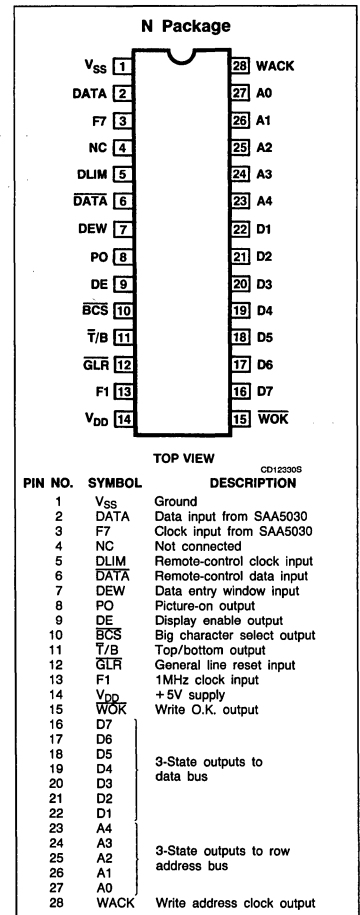 N Package
VSS 1 28 WACK
DATA 2 27 A0
F7 3 26 A1
NC 4 25 A2
DLIM 5 24 A3
D̅A̅T̅A̅ 6 23 A4
DEW 7 22 D1
PO 8 21 D2
DE 9 20 D3
B̅C̅S̅ 10 19 D4
T̅/B 11 18 D5
G̅L̅R̅ 12 17 D6
F1 13 16 D7
VDD 14 15 W̅O̅K̅
TOP VIEW
CD12330S
PIN NO. SYMBOL DESCRIPTION
1 VSS Ground
2 DATA Data input from SAA5030
3 F7 Clock input from SAA5030
4 NC Not connected
5 DLIM Remote-control clock input
6 D̅A̅T̅A̅ Remote-control data input
7 DEW Data entry window input
8 PO Picture-on output
9 DE Display enable output
10 B̅C̅S̅ Big character select output
11 T̅/B Top/bottom output
12 G̅L̅R̅ General line reset input
13 F1 1MHz clock input
14 VDD +5V supply
15 W̅O̅K̅ Write O.K. output
16 D7
17 D6
18 D5
19 D4 3-State outputs to
20 D3 data bus
21 D2
22 D1
23 A4
24 A3
25 A2 3-State outputs to row
26 A1 address bus
27 A0
28 WACK Write address clock output